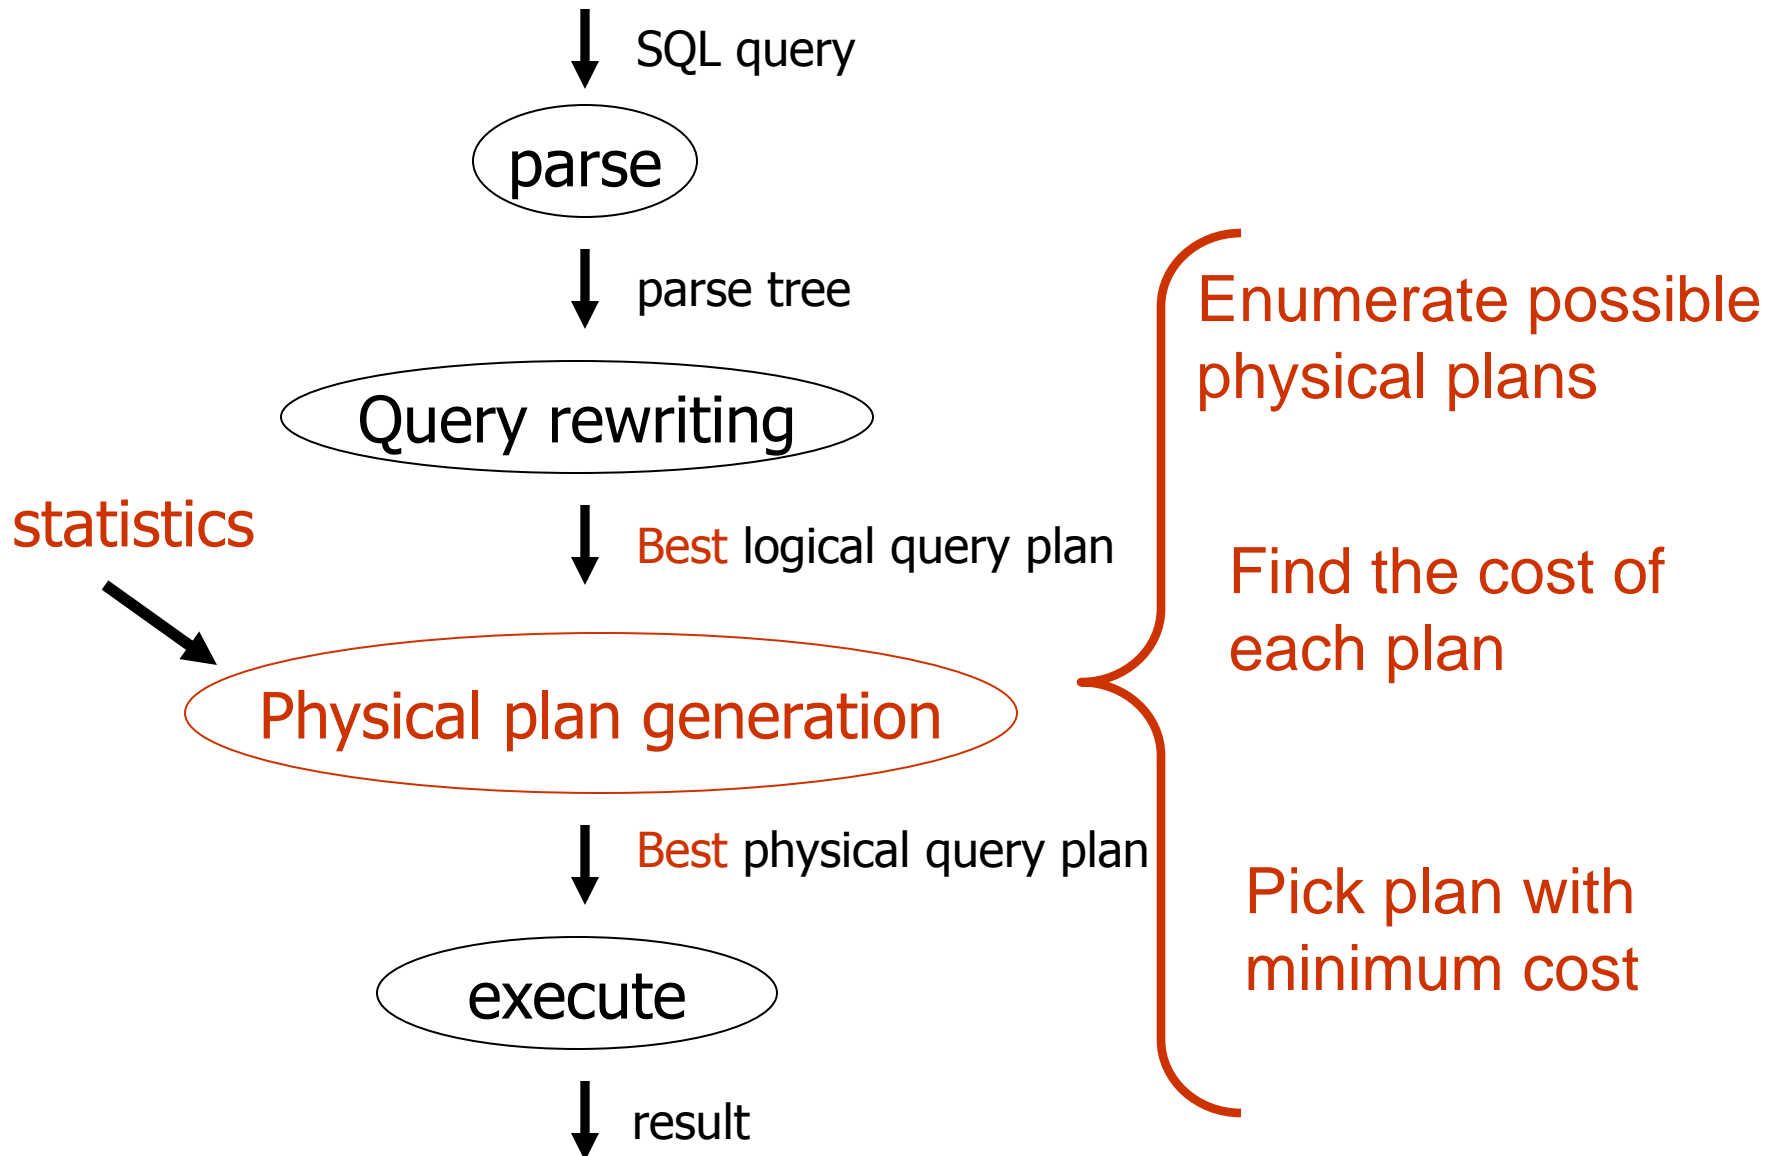 SQL query
parse
parse tree
Query rewriting
statistics
Best logical query plan
Physical plan generation
Best physical query plan
execute
result
Enumerate possible
physical plans
Find the cost of
each plan
Pick plan with
minimum cost